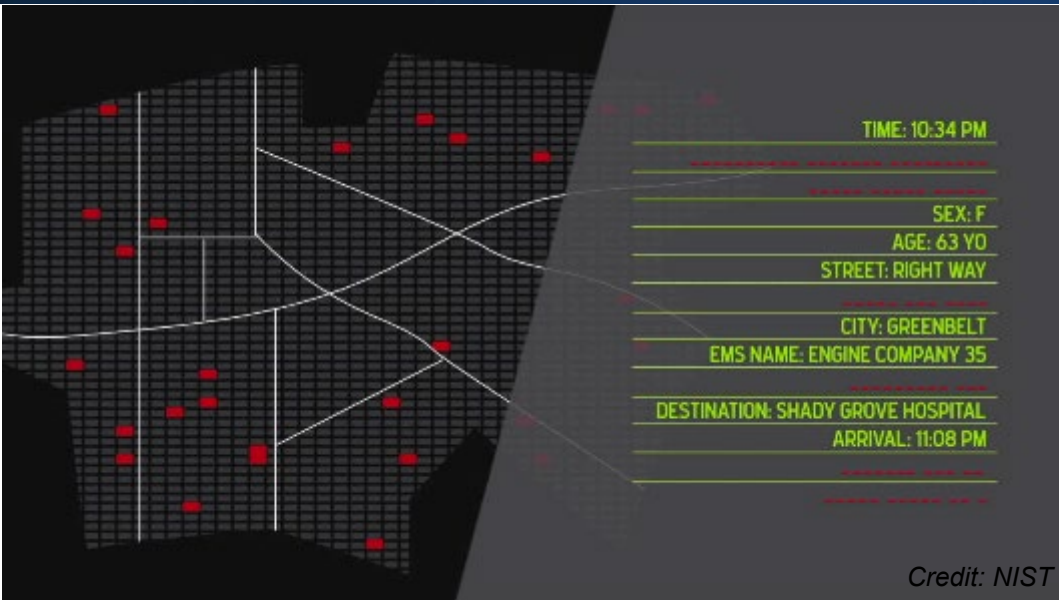 TIME: 10:34 PM
SEX: F
AGE: 63 YO
STREET: RIGHT WAY
CITY: GREENBELT
EMS NAME: ENGINE COMPANY 35
DESTINATION: SHADY GROVE HOSPITAL
ARRIVAL: 11:08 PM
Credit: NIST